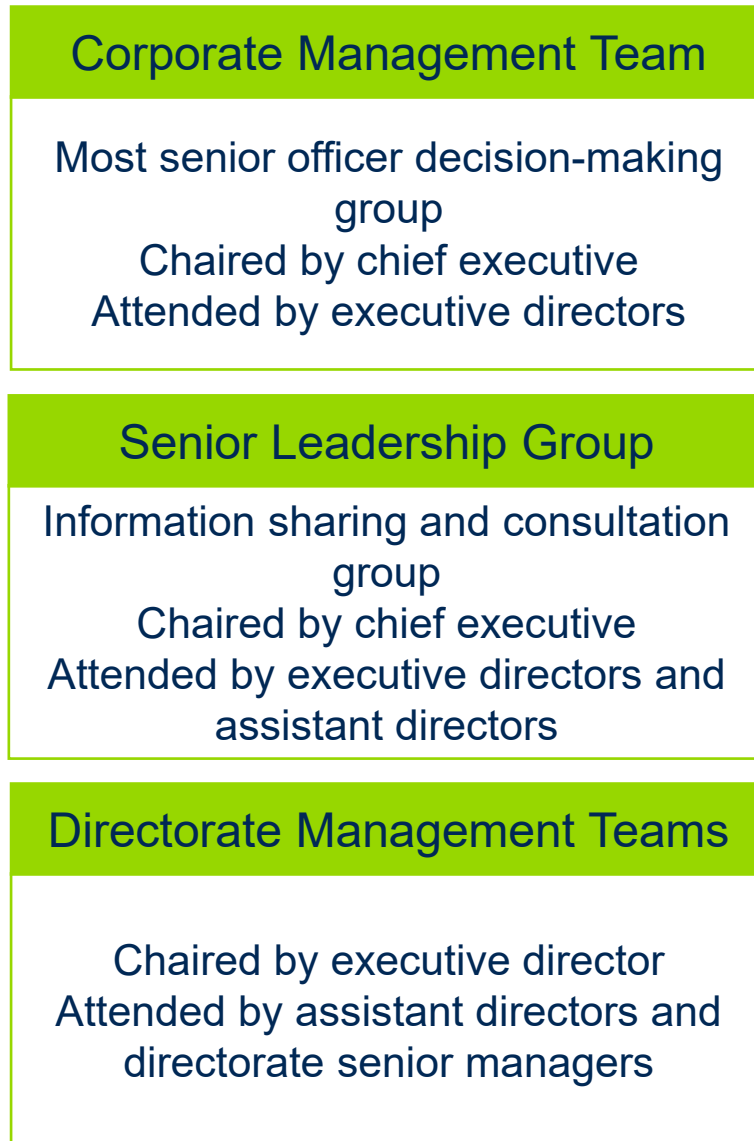 Corporate Management Team
Most senior officer decision-making
group
Chaired by chief executive
Attended by executive directors
Senior Leadership Group
Information sharing and consultation
group
Chaired by chief executive
Attended by executive directors and
assistant directors
Directorate Management Teams
Chaired by executive director
Attended by assistant directors and
directorate senior managers